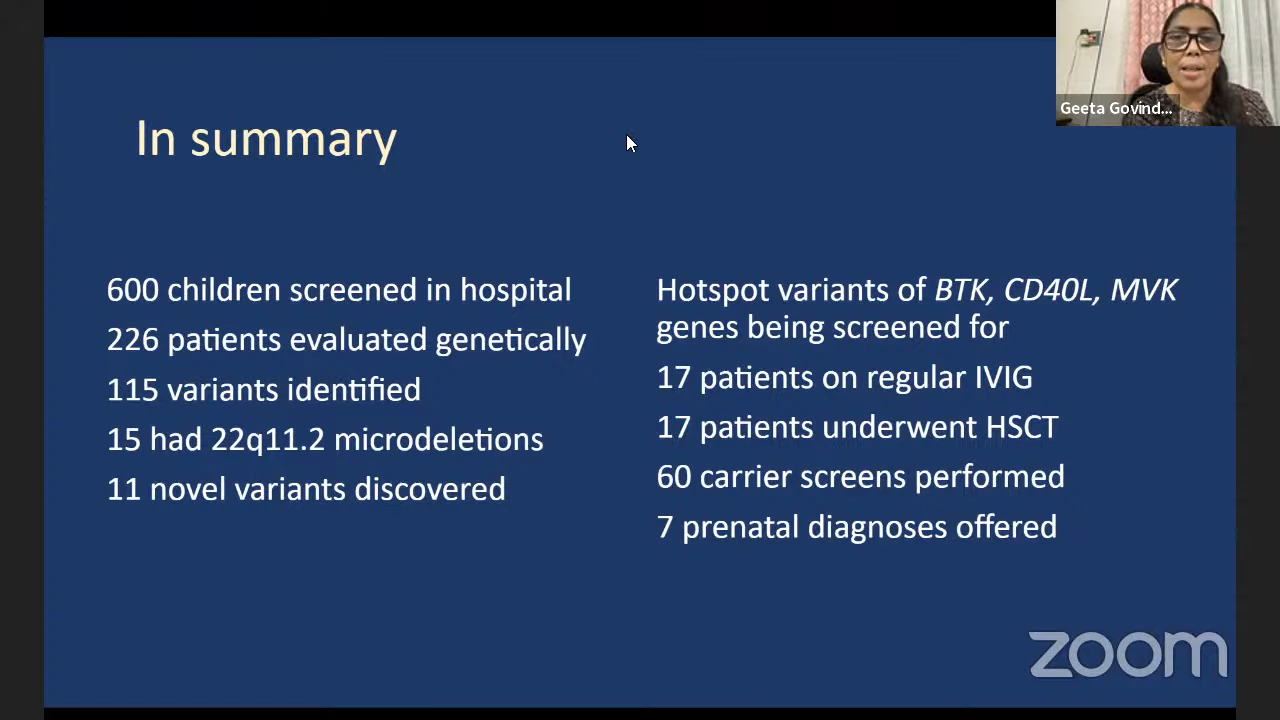 Geeta Govind...
In summary
600 children screened in hospital
226 patients evaluated genetically
115 variants identified
15 had 22q11.2 microdeletions
11 novel variants discovered
Hotspot variants of BTK, CD40L, MVK
genes being screened for
17 patients on regular IVIG
17 patients underwent HSCT
60 carrier screens performed
7 prenatal diagnoses offered
zoom